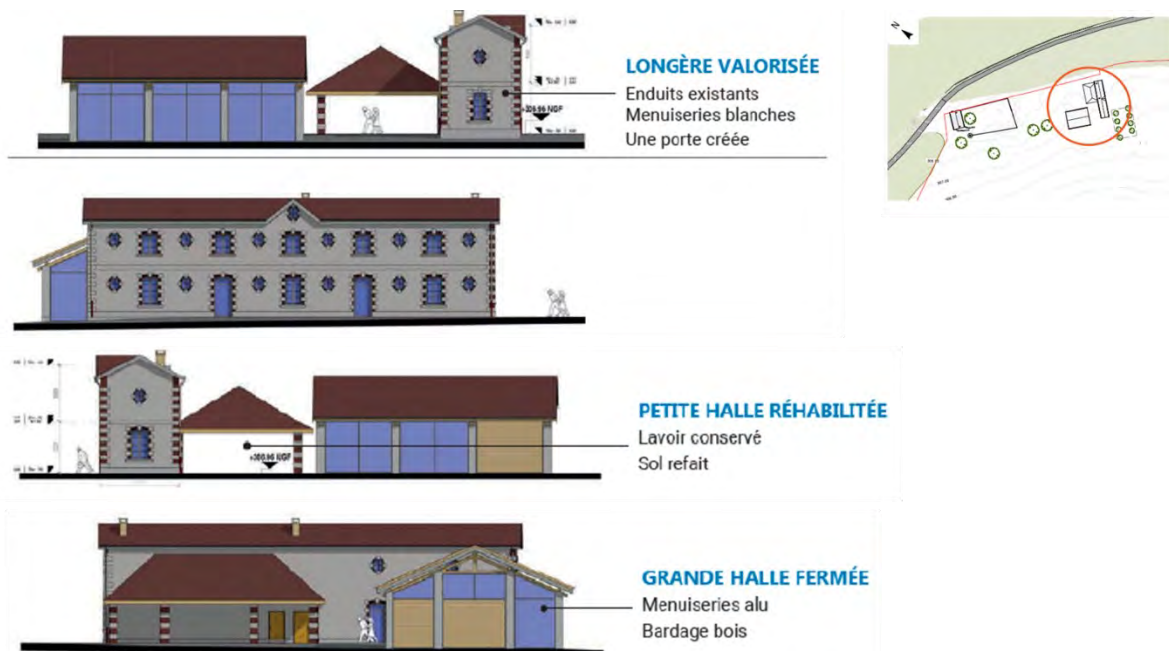 LONGÈRE VALORISÉE
Enduits existants
Menuiseries blanches
Une porte créée
N
PETITE HALLE RÉHABILITÉE
Lavoir conservé
Sol refait
GRANDE HALLE FERMÉE
Menuiseries alu
Bardage bois